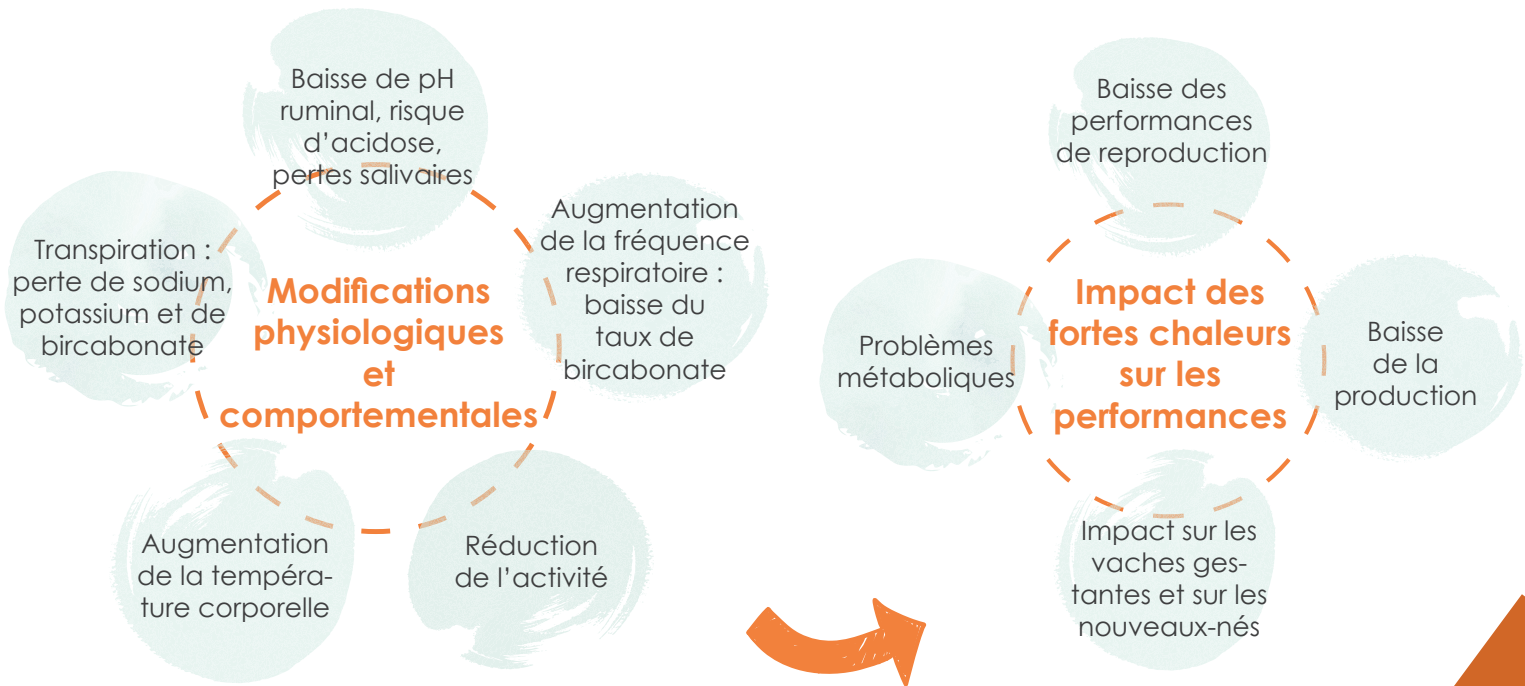 Baisse de pH
ruminal, risque
d’acidose,
pertes salivaires
Transpiration :
perte de sodium,
potassium et de
bircabonate
Augmentation
de la fréquence
respiratoire :
baisse du
taux de
bircabonate
Modifications
physiologiques
et
comportementales
Augmentation
de la tempéra-
ture corporelle
Réduction
de l’activité
Baisse des
performances
de reproduction
Problèmes
métaboliques
Impact des
fortes chaleurs
sur les
performances
Baisse
de la
production
Impact sur les
vaches ges-
tantes et sur les
nouveaux-nés